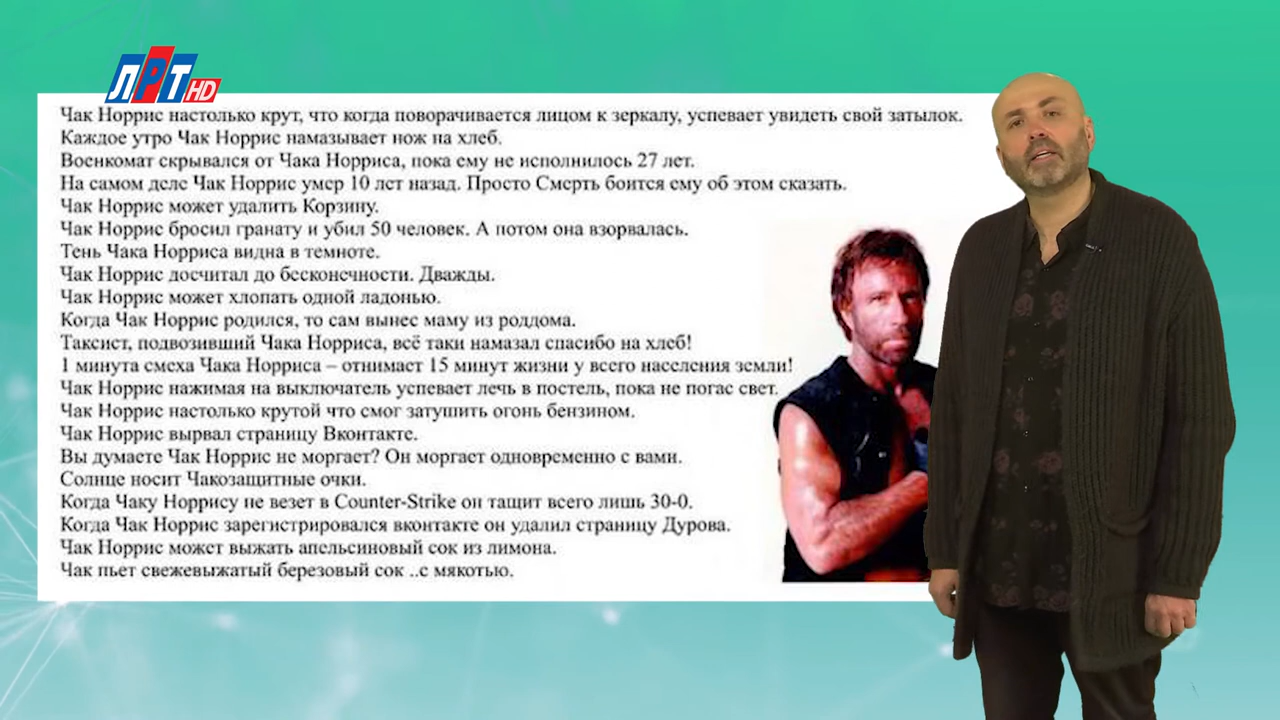 ЛРТ HD
Чак Норрис настолько крут, что когда поворачивается лицом к зеркалу, успевает увидеть свой затылок.
Каждое утро Чак Норрис намазывает нож на хлеб.
Военкомат скрывался от Чака Норриса, пока ему не исполнилось 27 лет.
На самом деле Чак Норрис умер 10 лет назад. Просто Смерть боится ему об этом сказать.
Чак Норрис может удалить Корзину.
Чак Норрис бросил гранату и убил 50 человек. А потом она взорвалась.
Тень Чака Норриса видна в темноте.
Чак Норрис досчитал до бесконечности. Дважды.
Чак Норрис может хлопать одной ладонью.
Когда Чак Норрис родился, то сам вынес маму из роддома.
Таксист, подвозивший Чака Норриса, всё таки намазал спасибо на хлеб!
1 минута смеха Чака Норриса – отнимает 15 минут жизни у всего населения земли!
Чак Норрис нажимая на выключатель успевает лечь в постель, пока не погас свет.
Чак Норрис настолько крутой что смог затушить огонь бензином.
Чак Норрис вырвал страницу Вконтакте.
Вы думаете Чак Норрис не моргает? Он моргает одновременно с вами.
Солнце носит Чакозащитные очки.
Когда Чаку Норрису не везет в Counter-Strike он тащит всего лишь 30-0.
Когда Чак Норрис зарегистрировался вконтакте он удалил страницу Дурова.
Чак Норрис может выжать апельсиновый сок из лимона.
Чак пьет свежевыжатый березовый сок ..с мякотью.